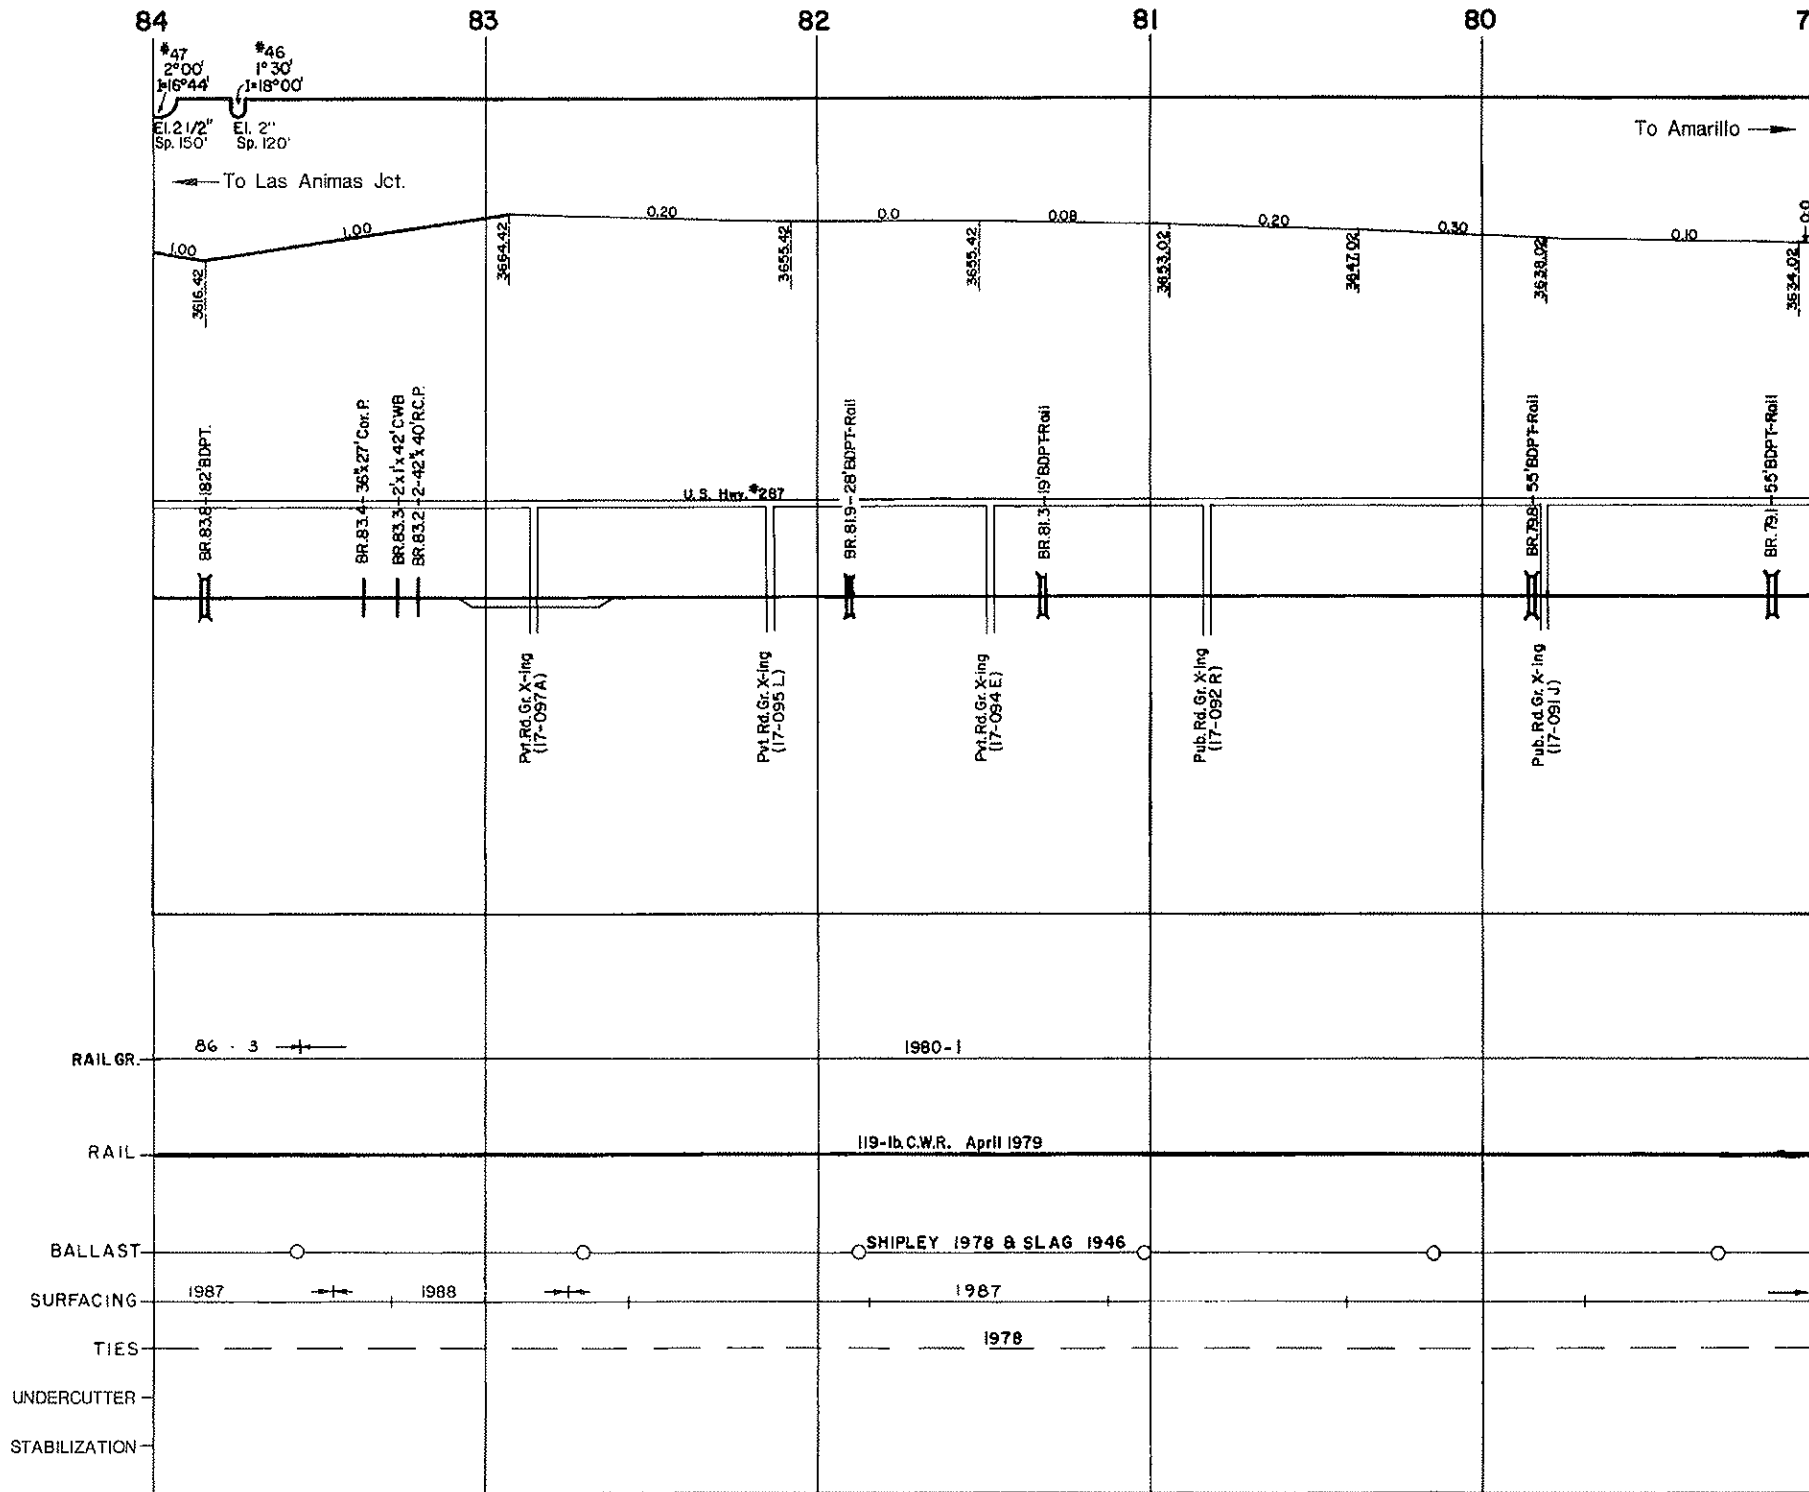 84 83 82 81 80 7
#47 #46
2°00' 1°30'
I=16°44' I=18°00'
El. 2 1/2" El. 2"
Sp. 150' Sp. 120'
To Amarillo
To Las Animas Jct.
1.00 1.00 0.20 0.0 0.08 0.20 0.30 0.10 0.0
3616.42
3664.42
3655.42
3655.42
3653.02
3647.02
3638.02
3634.02
BR. 83.8-182' BDPT.
BR. 83.4-36"x27' Cor. P.
BR. 83.3-2'x1'x42' CWB
BR. 83.2-2-42"x40' R.C.P.
BR. 81.9-28' BDPT-Rail
BR. 81.3-19' BDPT-Rail
BR. 79.8-55' BDPT-Rail
BR. 79.1-55' BDPT-Rail
U.S. Hwy. #287
Pvt. Rd. Gr. X-ing
(17-097A)
Pvt. Rd. Gr. X-ing
(17-095 L)
Pvt. Rd. Gr. X-ing
(17-094 E)
Pub. Rd. Gr. X-ing
(17-092 R)
Pub. Rd. Gr. X-ing
(17-091 J)
RAIL GR. 86 - 3 1980-1
RAIL 119-lb. C.W.R. April 1979
BALLAST SHIPLEY 1978 & SLAG 1946
SURFACING 1987 1988 1987
TIES 1978
UNDERCUTTER
STABILIZATION